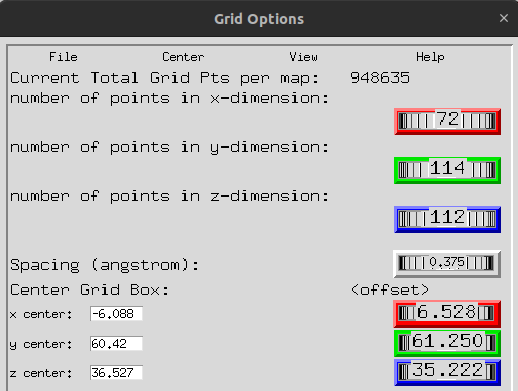 Grid Options
×
File Center View Help
Current Total Grid Pts per map: 948635
number of points in x-dimension:
72
number of points in y-dimension:
114
number of points in z-dimension:
112
Spacing (angstrom): 0.375
Center Grid Box: <offset>
x center: -6.088 6.528
y center: 60.42 61.250
z center: 36.527 35.222